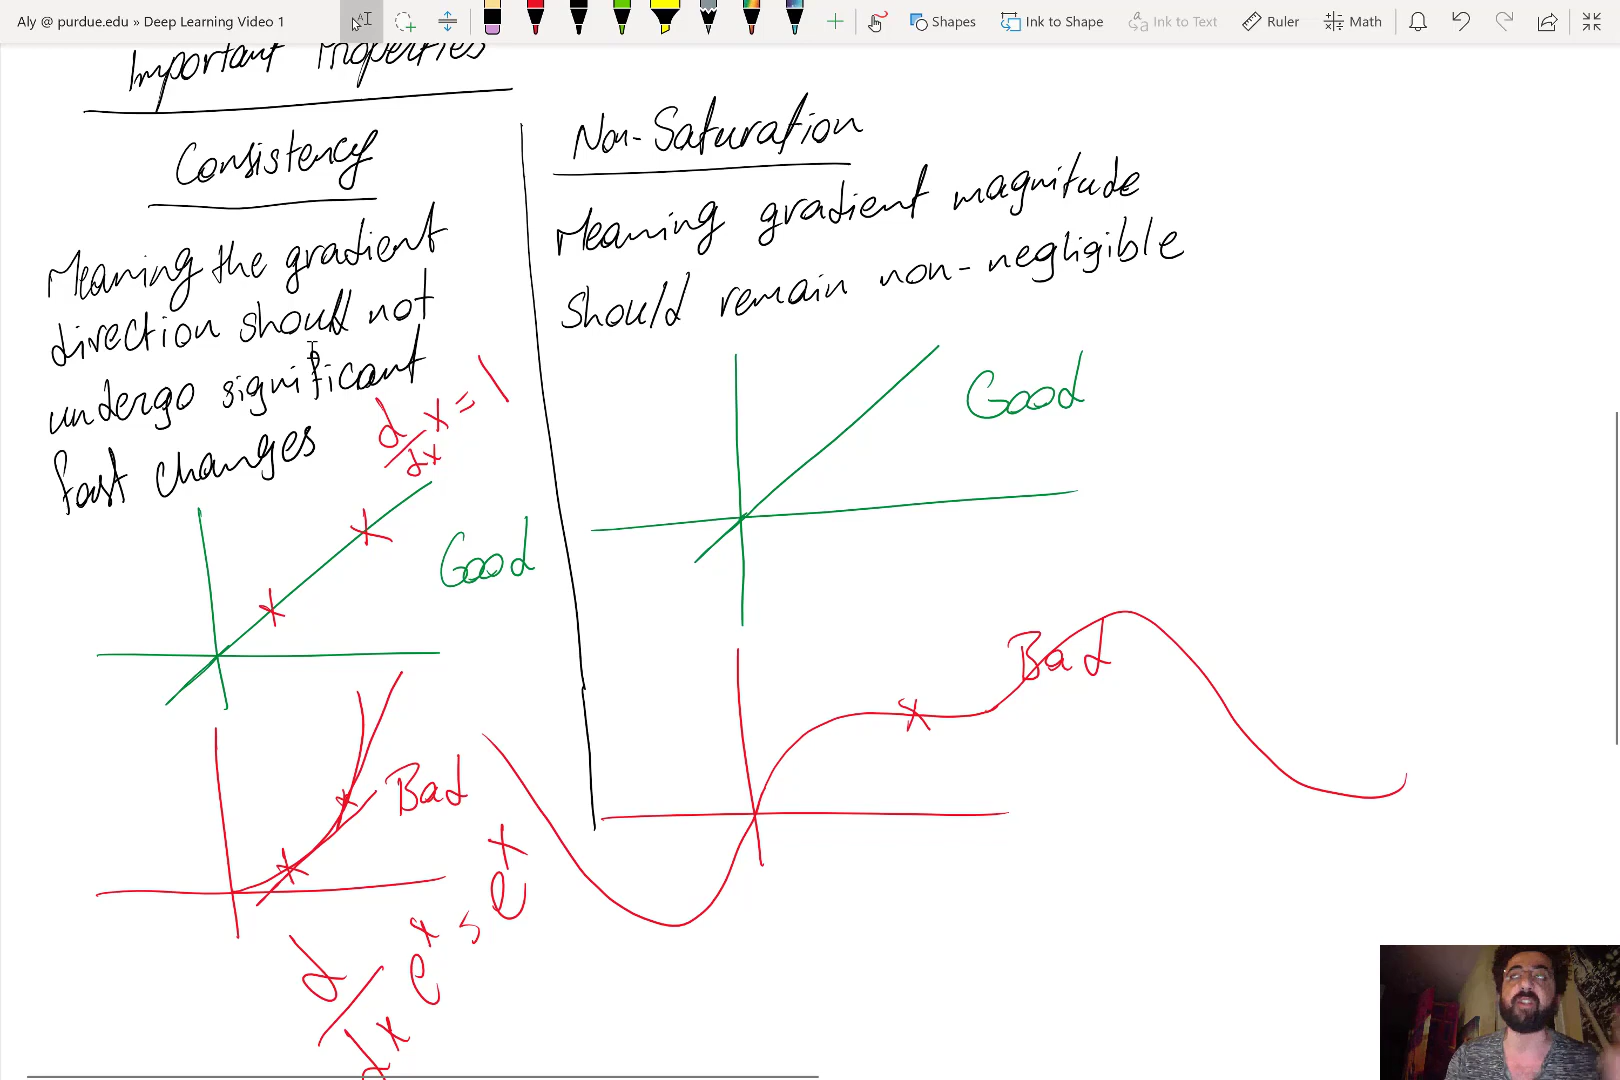 Aly @ purdue.edu » Deep Learning Video 1
Shapes
Ink to Shape
Ink to Text
Ruler
Math
Important Properties
Consistency
Meaning the gradient
direction should not
undergo significant
fast changes
d/dx x = 1
Good
Bad
d/dx e^x = e^x
Non-Saturation
Meaning gradient magnitude
should remain non-negligible
Good
Bad